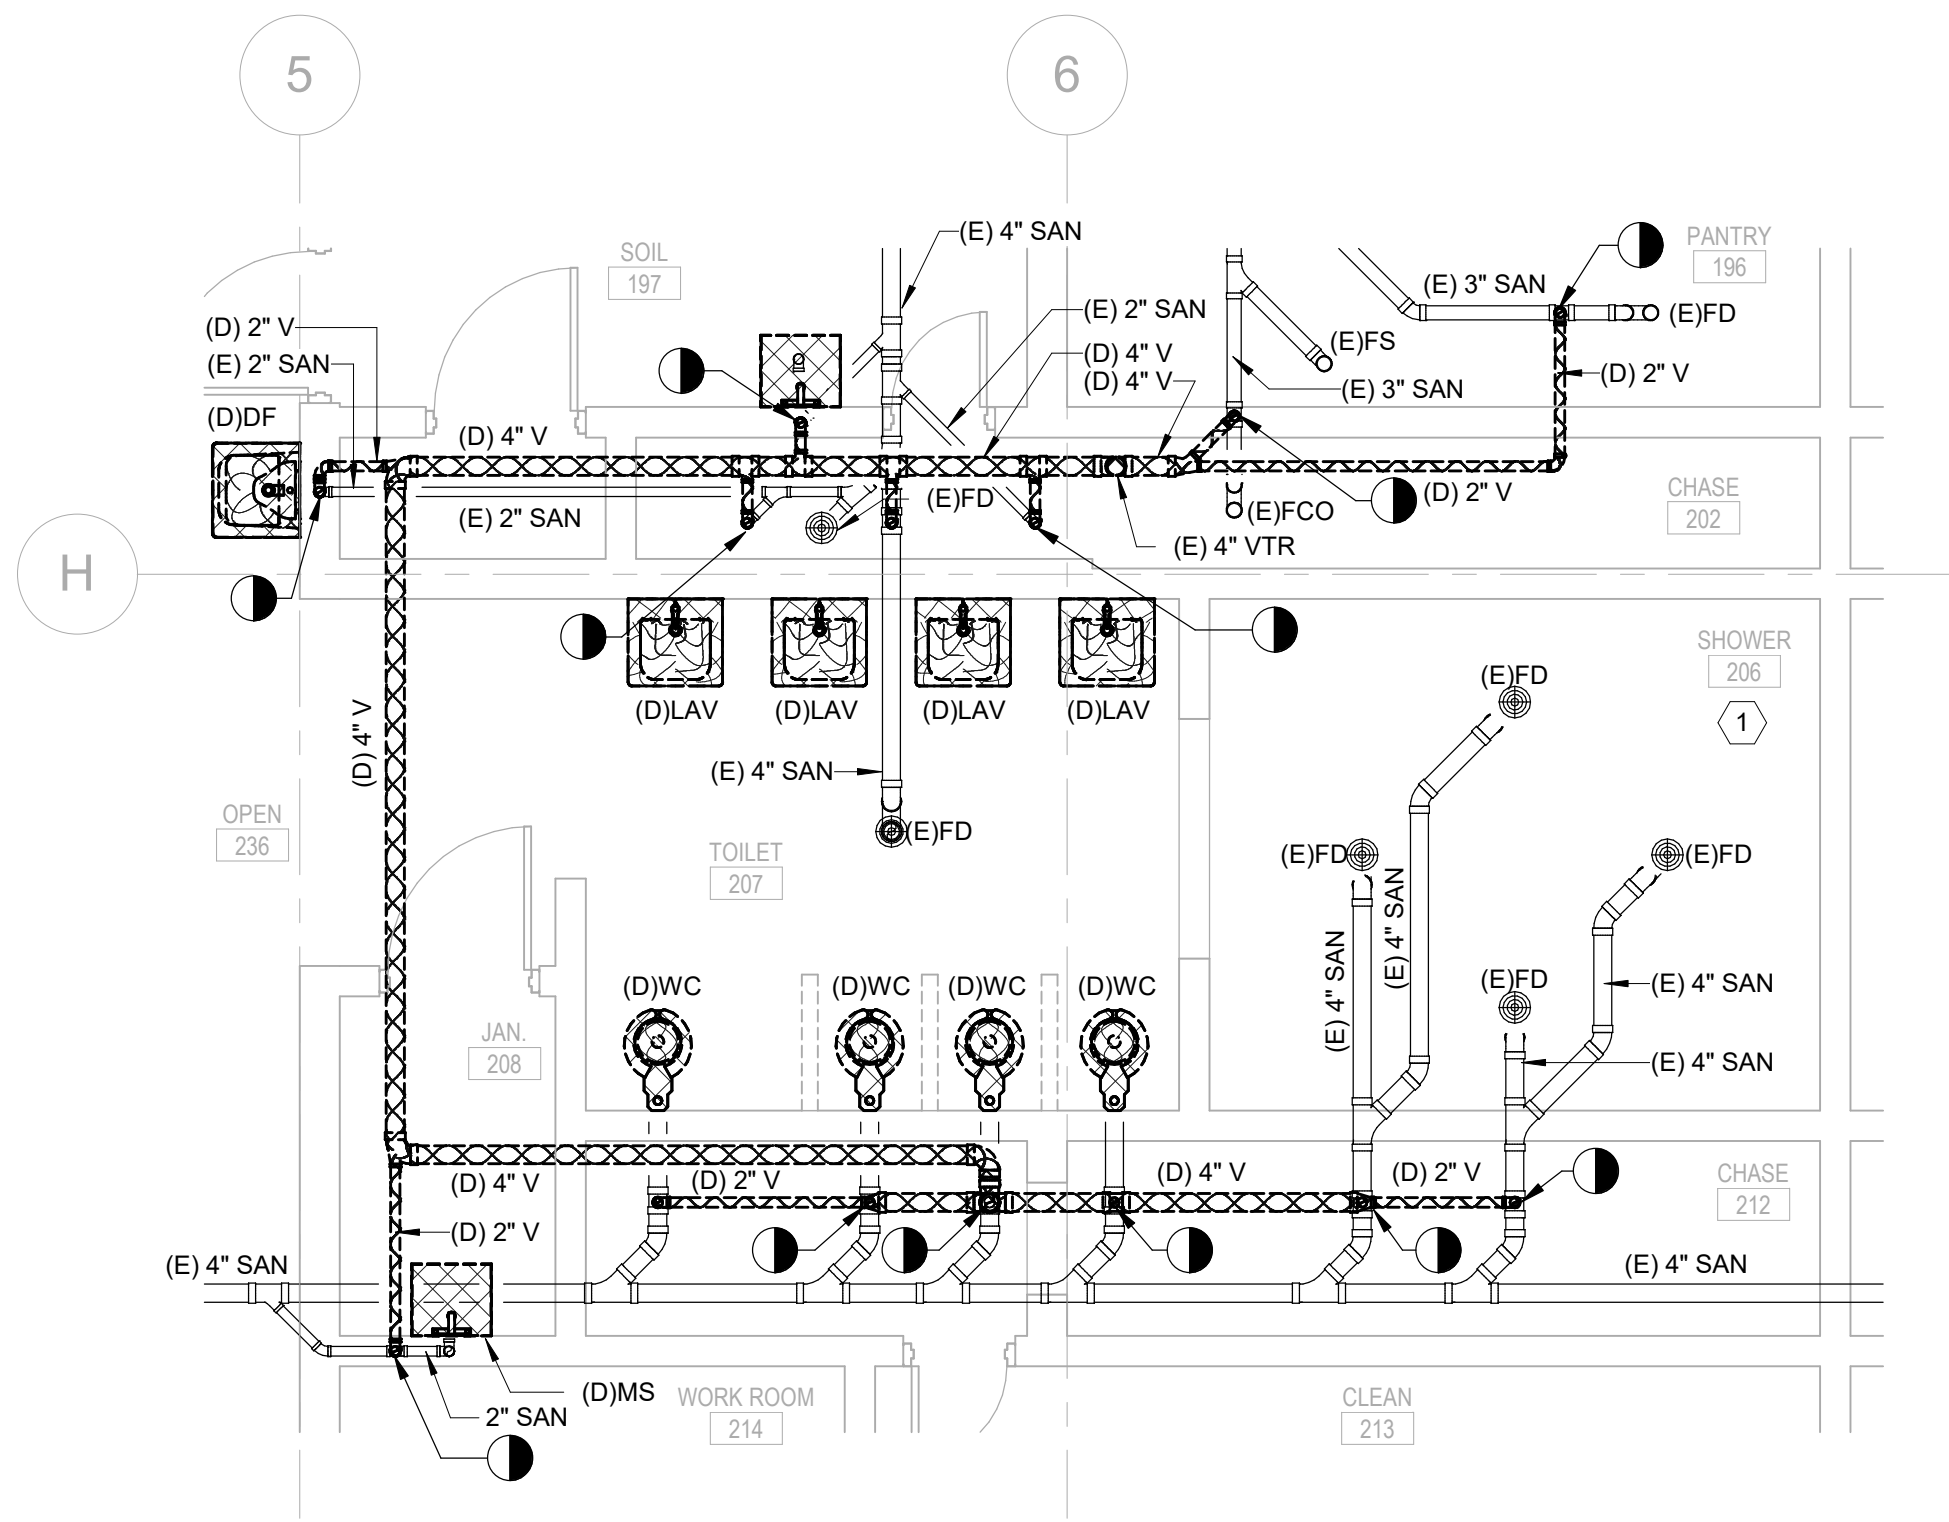 5
6
(E) 4" SAN
SOIL
197
PANTRY
196
(E) 3" SAN
(E)FD
(D) 2" V
(E) 2" SAN
(E) 2" SAN
(E)FS
(D) 4" V
(D) 4" V
(E) 3" SAN
(D) 2" V
(D)DF
(D) 4" V
(E) 2" SAN
(E)FD
(D) 2" V
CHASE
202
(E)FCO
(E) 4" VTR
H
SHOWER
206
1
(E)FD
(D)LAV
(D)LAV
(D)LAV
(D)LAV
(D) 4" V
(E) 4" SAN
OPEN
236
(E)FD
TOILET
207
(E)FD
(E)FD
(E) 4" SAN
(E) 4" SAN
(D)WC
(D)WC
(D)WC
(D)WC
(E)FD
(E) 4" SAN
JAN.
208
(E) 4" SAN
(D) 4" V
(D) 2" V
(D) 4" V
(D) 2" V
CHASE
212
(D) 2" V
(E) 4" SAN
(E) 4" SAN
(D)MS
2" SAN
WORK ROOM
214
CLEAN
213